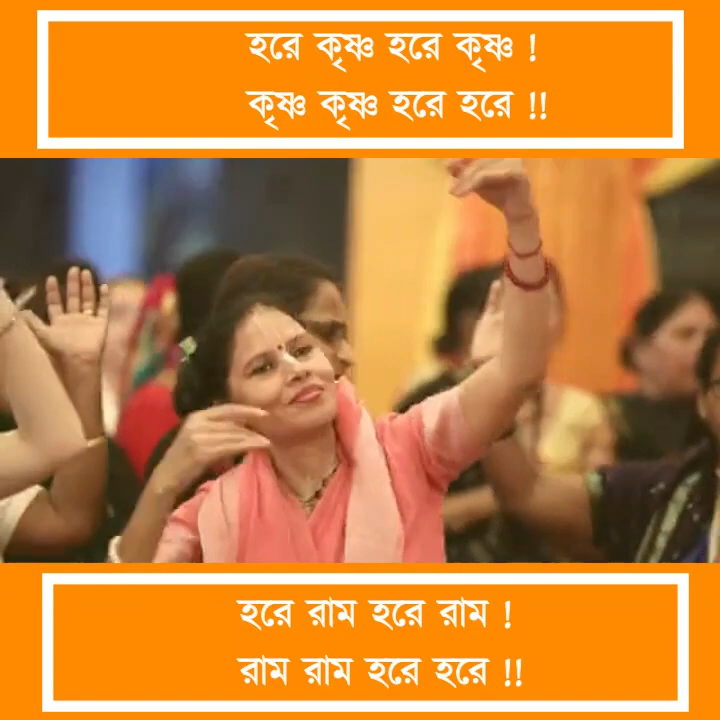 হরে কৃষ্ণ হরে কৃষ্ণ !
কৃষ্ণ কৃষ্ণ হরে হরে !!
হরে রাম হরে রাম !
রাম রাম হরে হরে !!